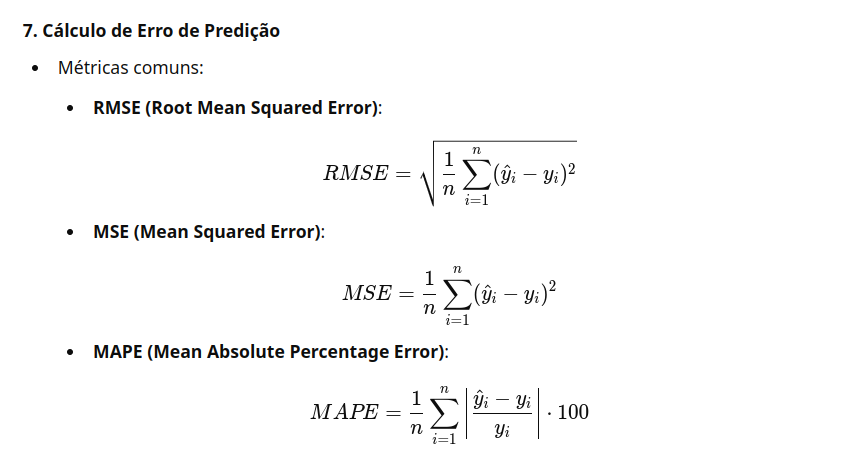 7. Cálculo de Erro de Predição
• Métricas comuns:
• RMSE (Root Mean Squared Error):
$RMSE = \sqrt{\frac{1}{n} \sum_{i=1}^{n} (\hat{y}_i - y_i)^2}$
• MSE (Mean Squared Error):
$MSE = \frac{1}{n} \sum_{i=1}^{n} (\hat{y}_i - y_i)^2$
• MAPE (Mean Absolute Percentage Error):
$MAPE = \frac{1}{n} \sum_{i=1}^{n} \left| \frac{\hat{y}_i - y_i}{y_i} \right| \cdot 100$